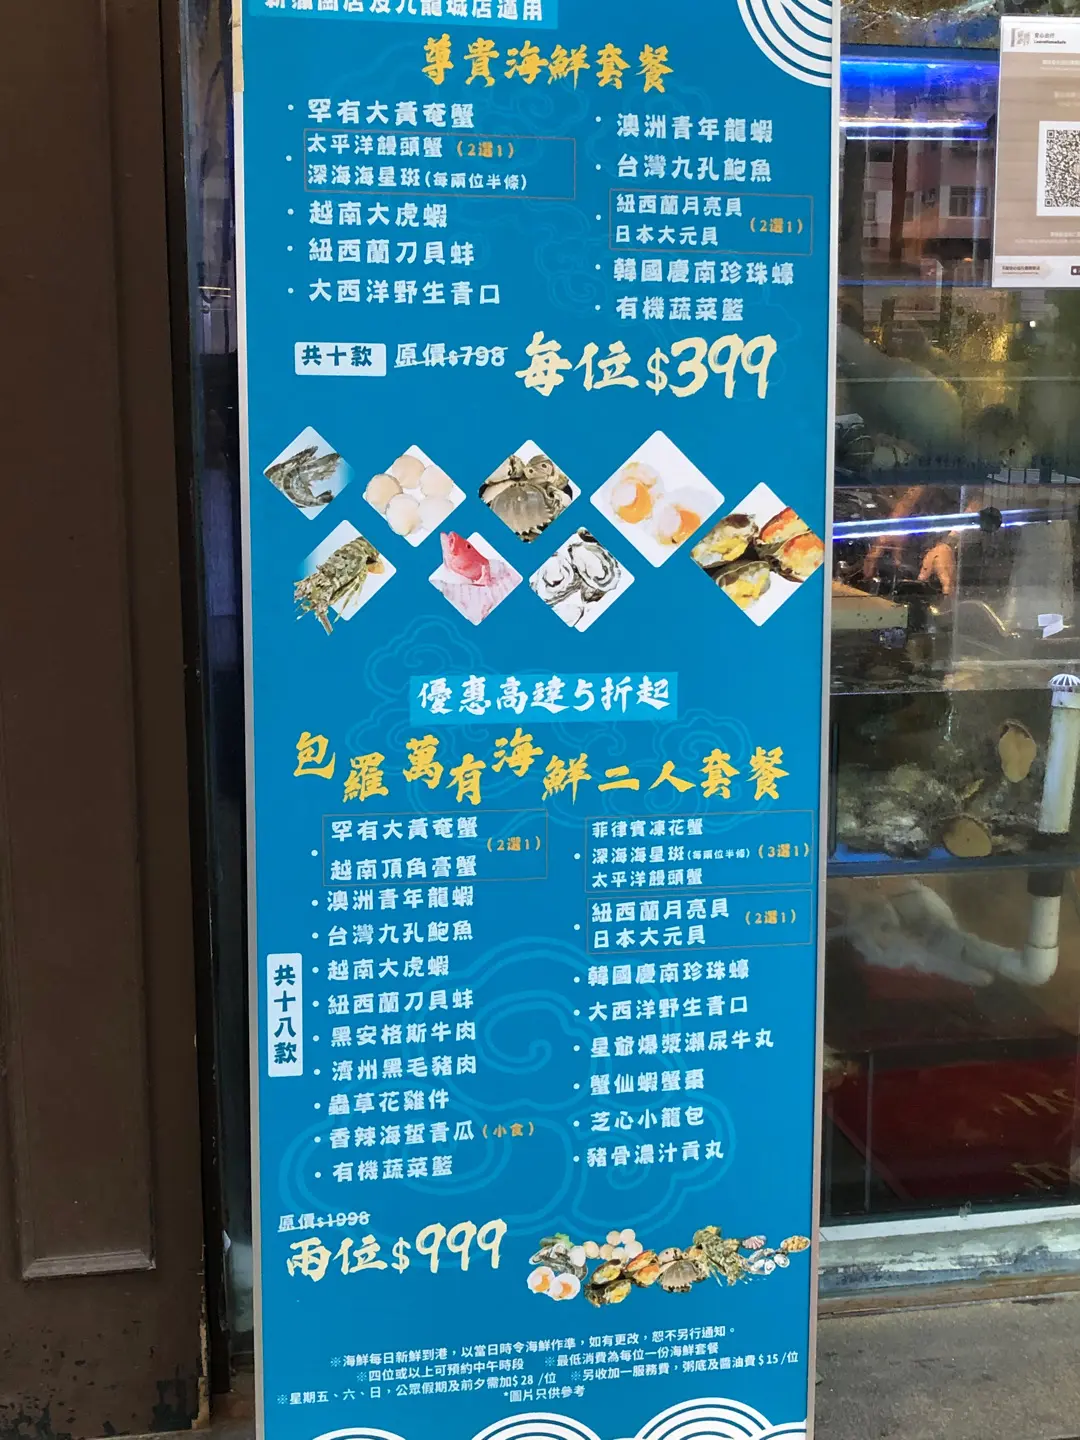 新蒲崗店及九龍城店適用
尊貴海鮮套餐
・罕有大黃奄蟹
・太平洋饅頭蟹（2選1）
深海海星斑（每兩位半條）
・越南大虎蝦
・紐西蘭刀貝蚌
・大西洋野生青口
・澳洲青年龍蝦
・台灣九孔鮑魚
・紐西蘭月亮貝（2選1）
日本大元貝
・韓國慶南珍珠蠔
・有機蔬菜籃
共十款 原價$798 每位$399
優惠高達5折起
包羅萬有海鮮二人套餐
共十八款
・罕有大黃奄蟹（2選1）
越南頂角膏蟹
・澳洲青年龍蝦
・台灣九孔鮑魚
・越南大虎蝦
・紐西蘭刀貝蚌
・黑安格斯牛肉
・濟州黑毛豬肉
・蟲草花雞件
・香辣海蜇青瓜（小食）
・有機蔬菜籃
菲律賓凍花蟹
・深海海星斑（每兩位半條）（3選1）
太平洋饅頭蟹
・紐西蘭月亮貝（2選1）
日本大元貝
・韓國慶南珍珠蠔
・大西洋野生青口
・星爺爆漿瀨尿牛丸
・蟹仙蝦蟹棗
・芝心小籠包
・豬骨濃汁貢丸
原價$1998
兩位$999
※海鮮每日新鮮到港，以當日時令海鮮作準，如有更改，恕不另行通知。
※四位或以上可預約中午時段 ※最低消費為每位一份海鮮套餐
※星期五、六、日，公眾假期及前夕需加$28/位 ※另收加一服務費，粥底及醬油費$15/位
*圖片只供參考
安心出行
LeaveHomeSafe